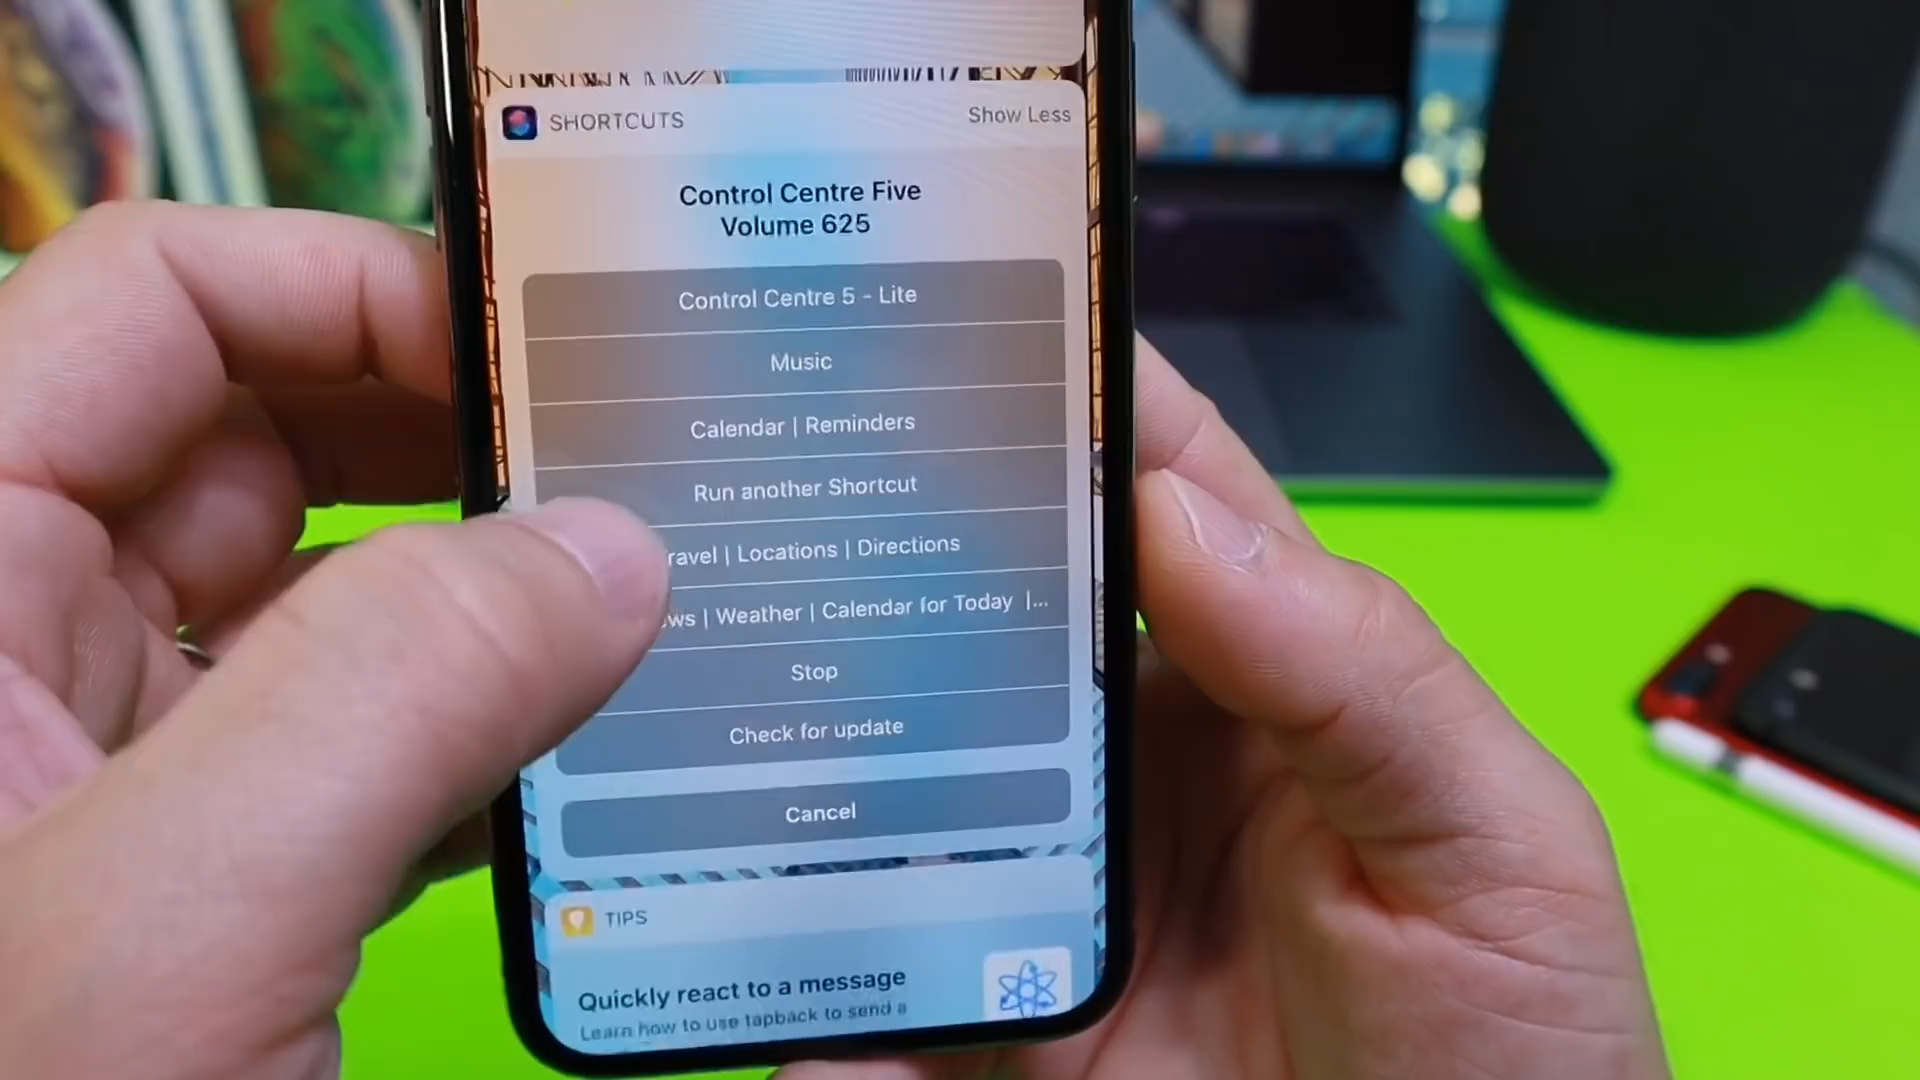 SHORTCUTS
Show Less
Control Centre Five
Volume 625
Control Centre 5 - Lite
Music
Calendar | Reminders
Run another Shortcut
ravel | Locations | Directions
ws | Weather | Calendar for Today |...
Stop
Check for update
Cancel
TIPS
Quickly react to a message
Learn how to use tapback to send a